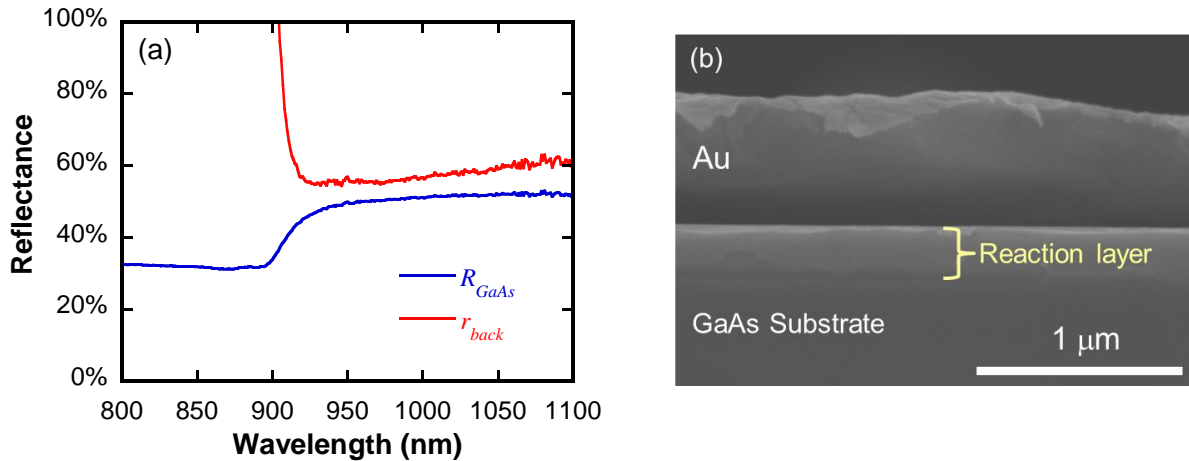 (a)
100%
80%
60%
40%
20%
0%
Reflectance
R_GaAs
r_back
800 850 900 950 1000 1050 1100
Wavelength (nm)
(b)
Au
Reaction layer
GaAs Substrate
1 μm